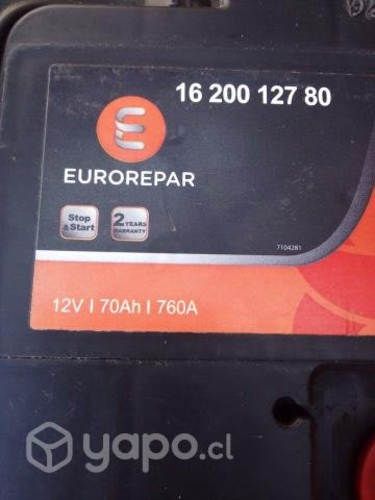 16 200 127 80
EUROREPAR
Stop
& Start
2 YEARS
WARRANTY
7104281
12V | 70Ah | 760A
yapo.cl